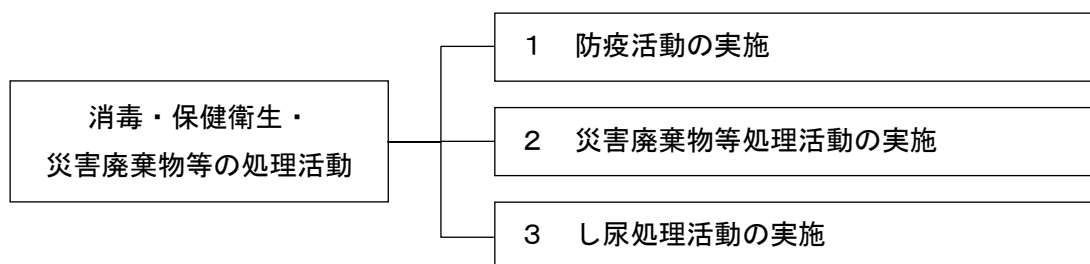 消毒・保健衛生・
災害廃棄物等の処理活動
１　防疫活動の実施
２　災害廃棄物等処理活動の実施
３　し尿処理活動の実施